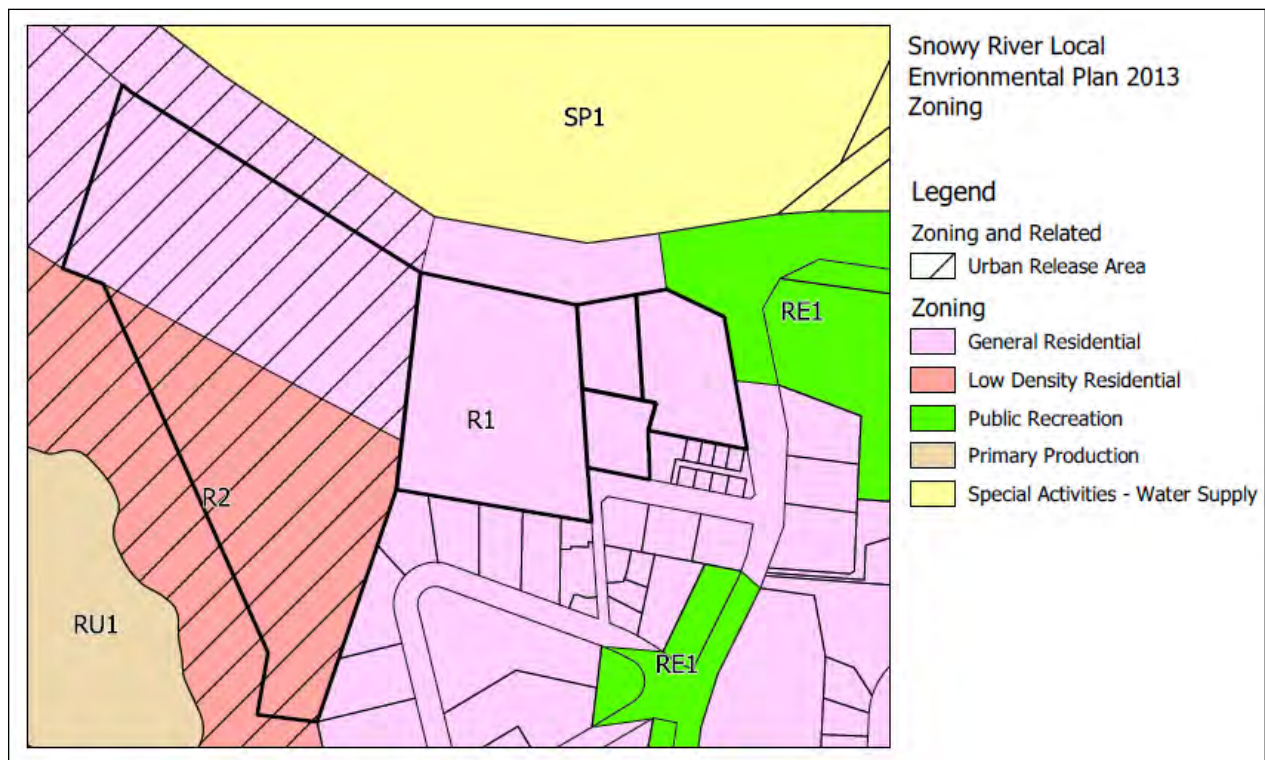 Snowy River Local
Envrionmental Plan 2013
Zoning
Legend
Zoning and Related
Urban Release Area
Zoning
General Residential
Low Density Residential
Public Recreation
Primary Production
Special Activities - Water Supply
SP1
RE1
R1
R2
RU1
RE1